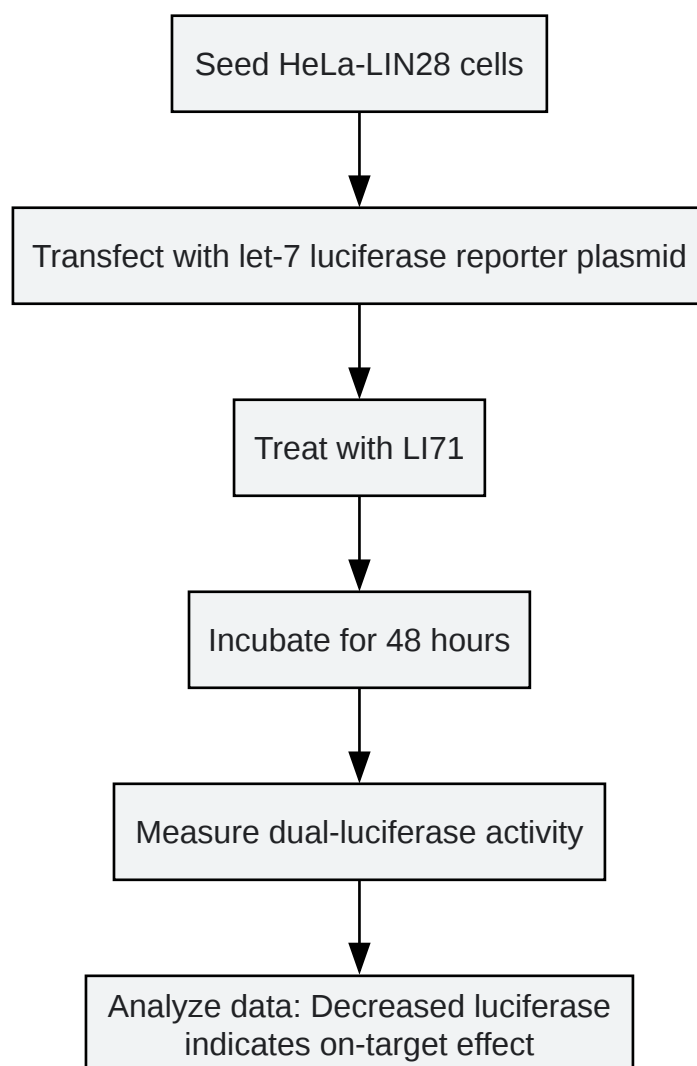 Seed HeLa-LIN28 cells
Transfect with let-7 luciferase reporter plasmid
Treat with LI71
Incubate for 48 hours
Measure dual-luciferase activity
Analyze data: Decreased luciferase
indicates on-target effect